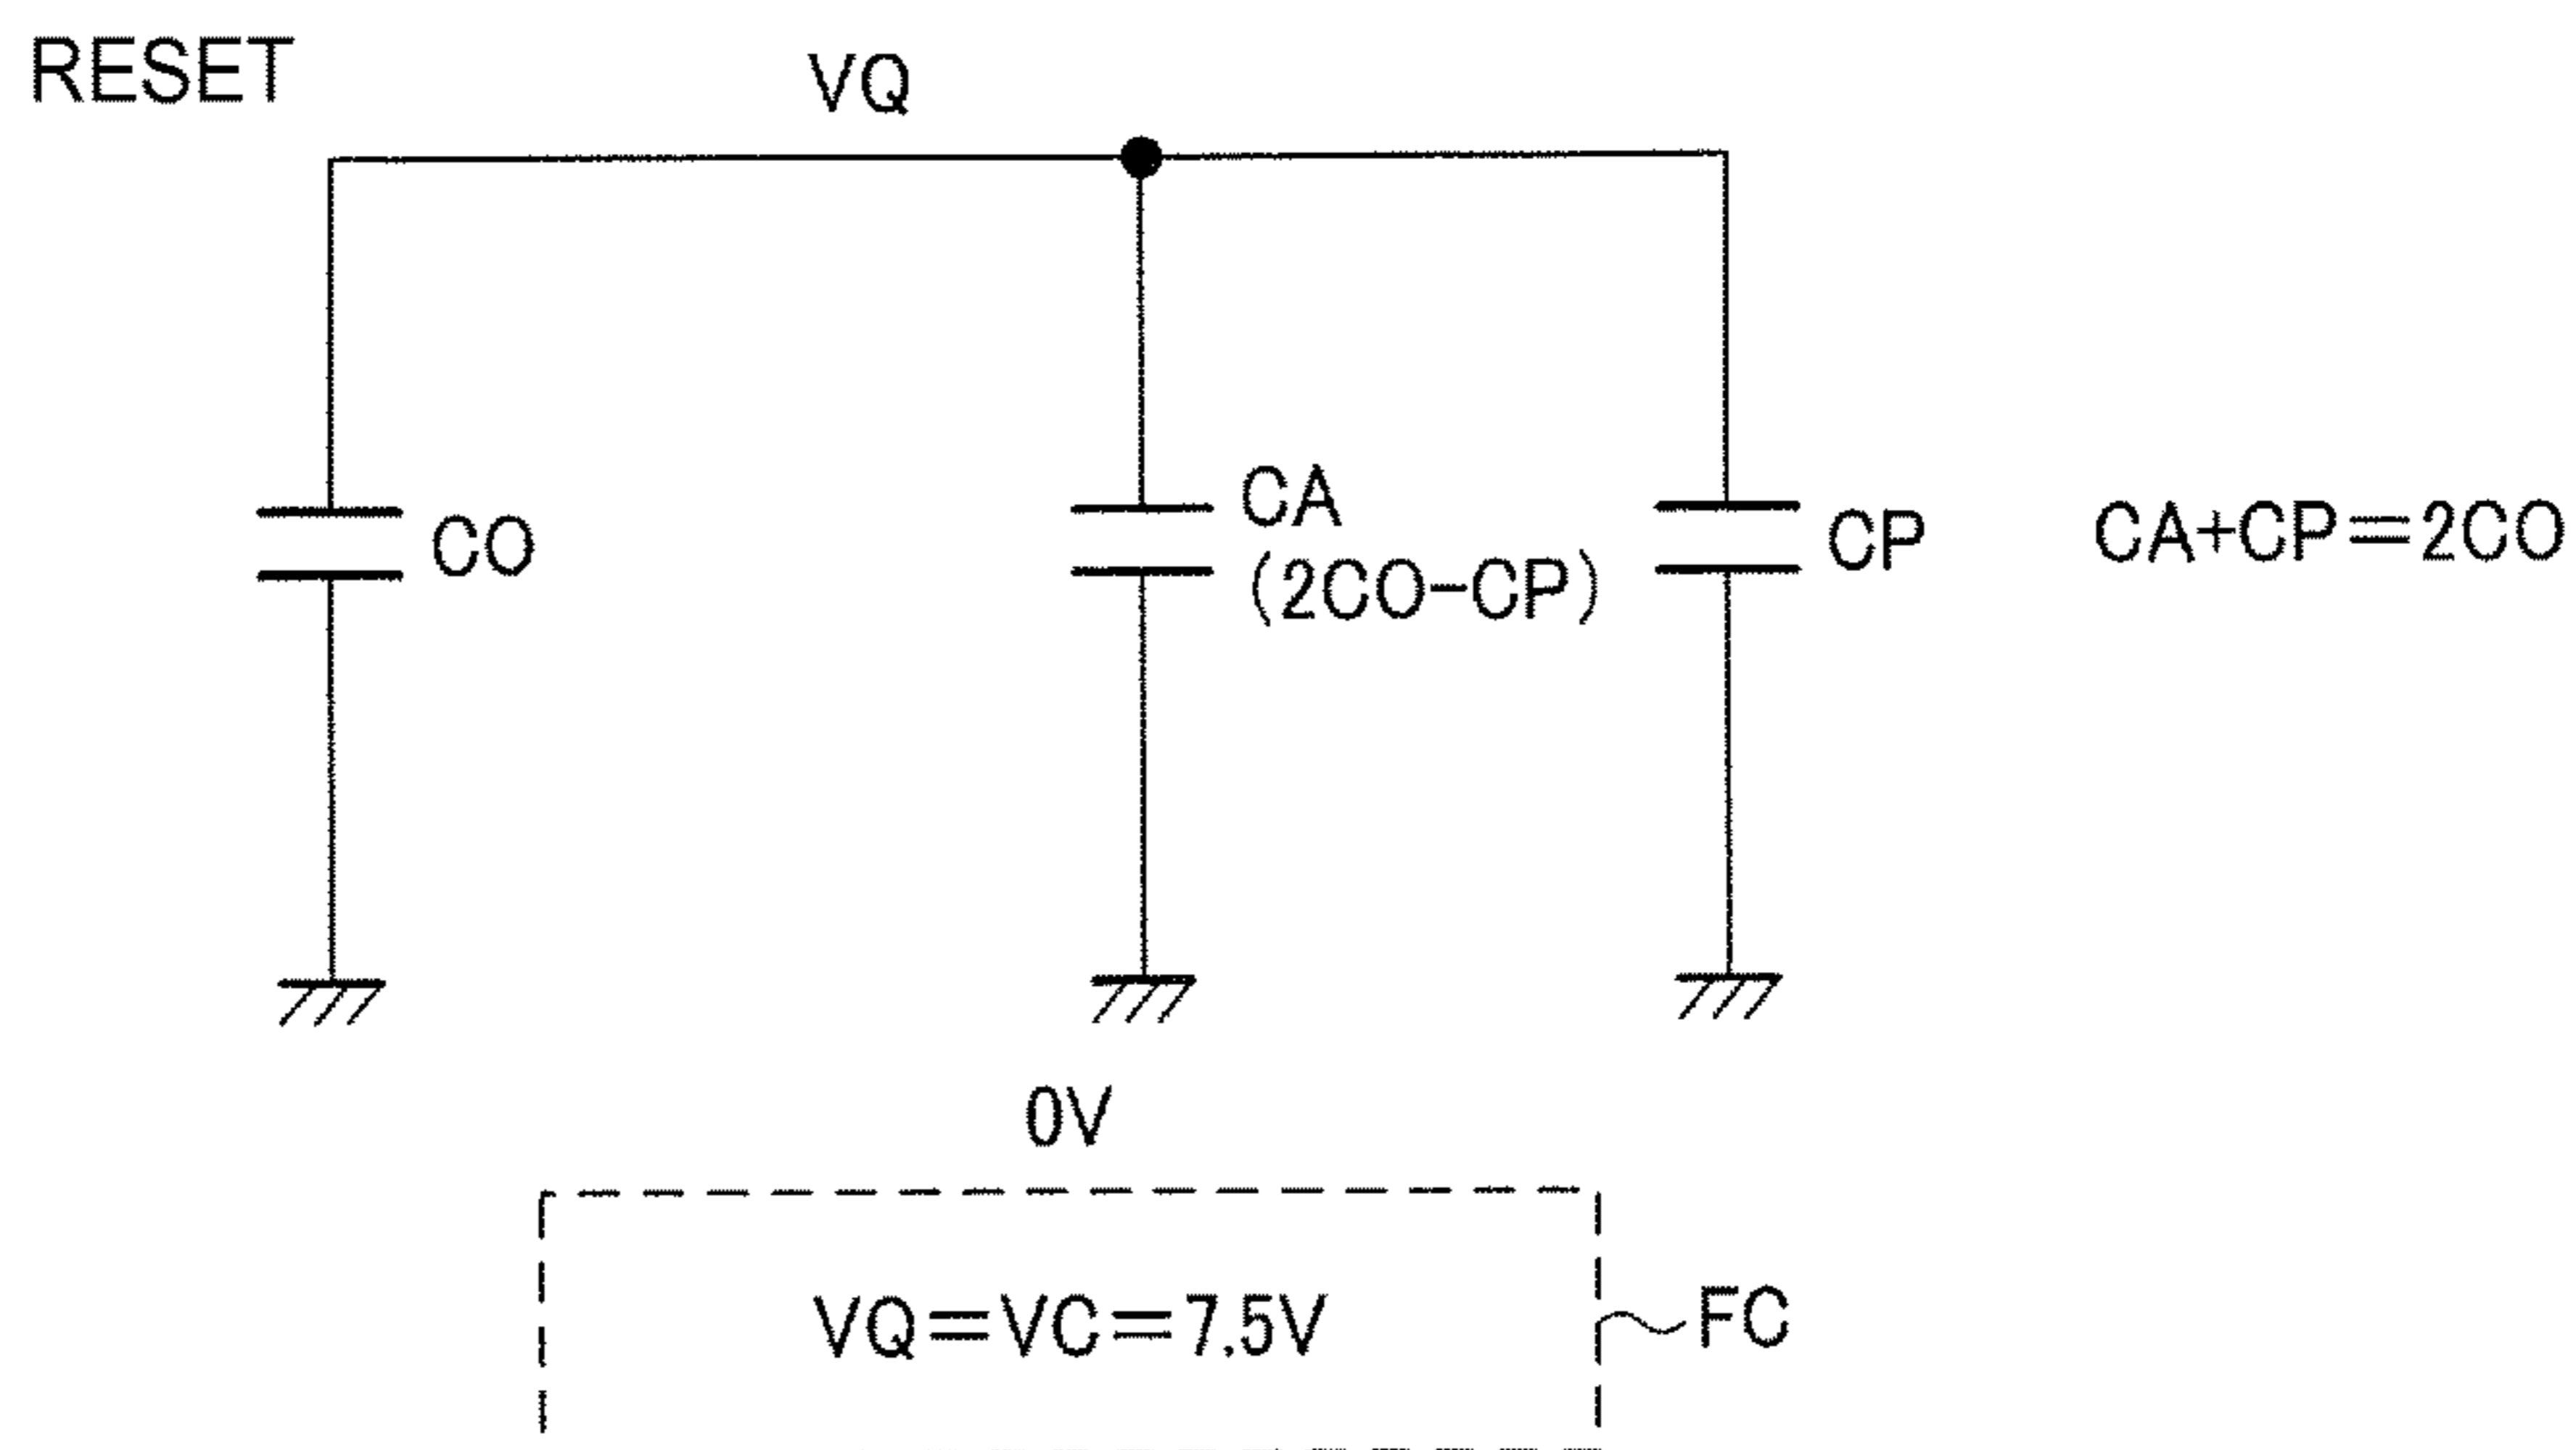 RESET
VQ
CO
CA
(2CO-CP)
CP
CA+CP=2CO
0V
VQ=VC=7.5V
FC